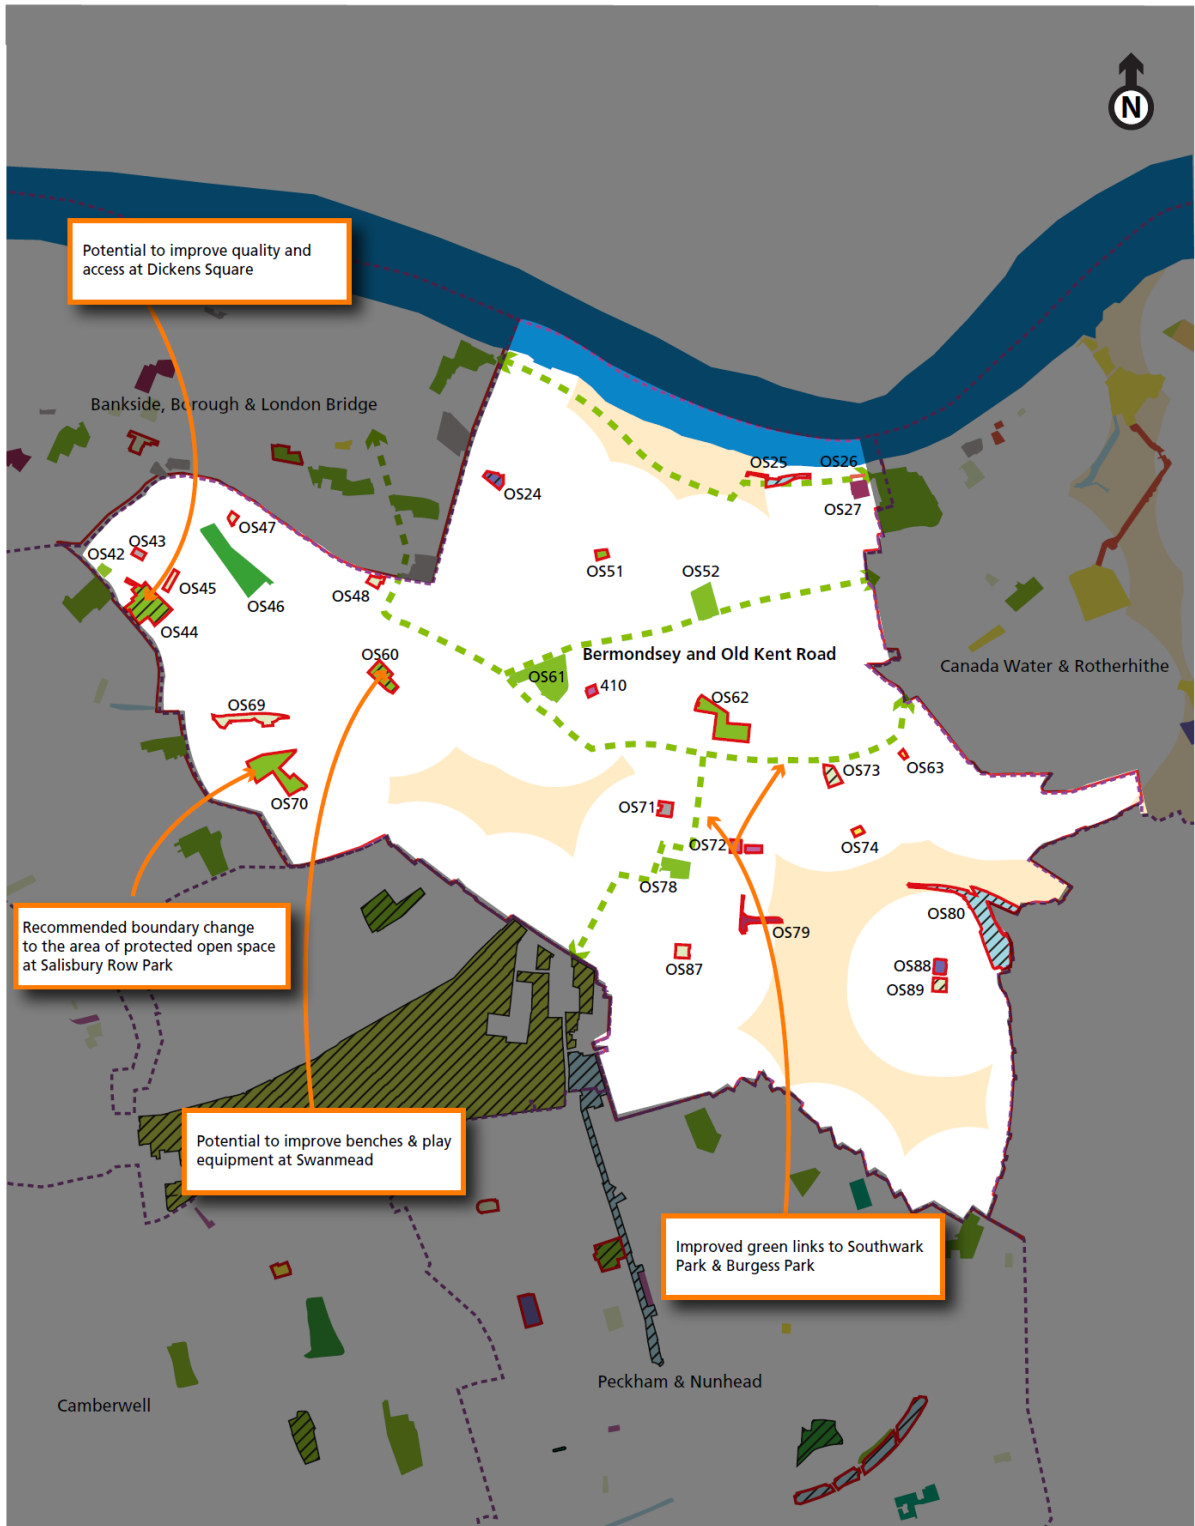 N
Potential to improve quality and
access at Dickens Square
Bankside, Borough & London Bridge
OS25
OS26
OS24
OS27
OS47
OS43
OS42
OS51
OS52
OS45
OS48
OS46
OS44
Bermondsey and Old Kent Road
OS60
Canada Water & Rotherhithe
OS61
410
OS62
OS69
OS63
OS73
OS70
OS71
OS72
OS74
OS78
OS80
Recommended boundary change
to the area of protected open space
at Salisbury Row Park
OS79
OS87
OS88
OS89
Potential to improve benches & play
equipment at Swanmead
Improved green links to Southwark
Park & Burgess Park
Peckham & Nunhead
Camberwell